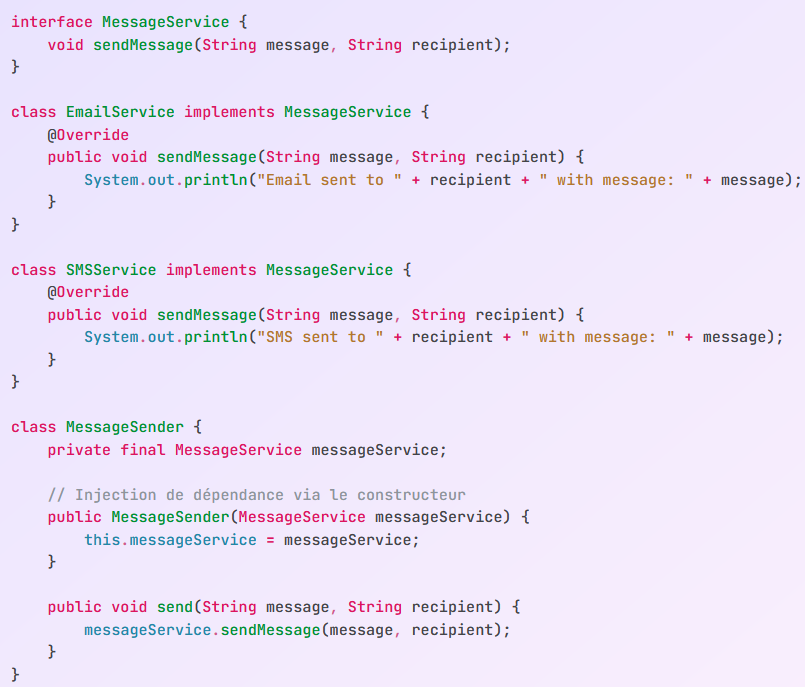 interface MessageService {
    void sendMessage(String message, String recipient);
}

class EmailService implements MessageService {
    @Override
    public void sendMessage(String message, String recipient) {
        System.out.println("Email sent to " + recipient + " with message: " + message);
    }
}

class SMSService implements MessageService {
    @Override
    public void sendMessage(String message, String recipient) {
        System.out.println("SMS sent to " + recipient + " with message: " + message);
    }
}

class MessageSender {
    private final MessageService messageService;

    // Injection de dépendance via le constructeur
    public MessageSender(MessageService messageService) {
        this.messageService = messageService;
    }

    public void send(String message, String recipient) {
        messageService.sendMessage(message, recipient);
    }
}